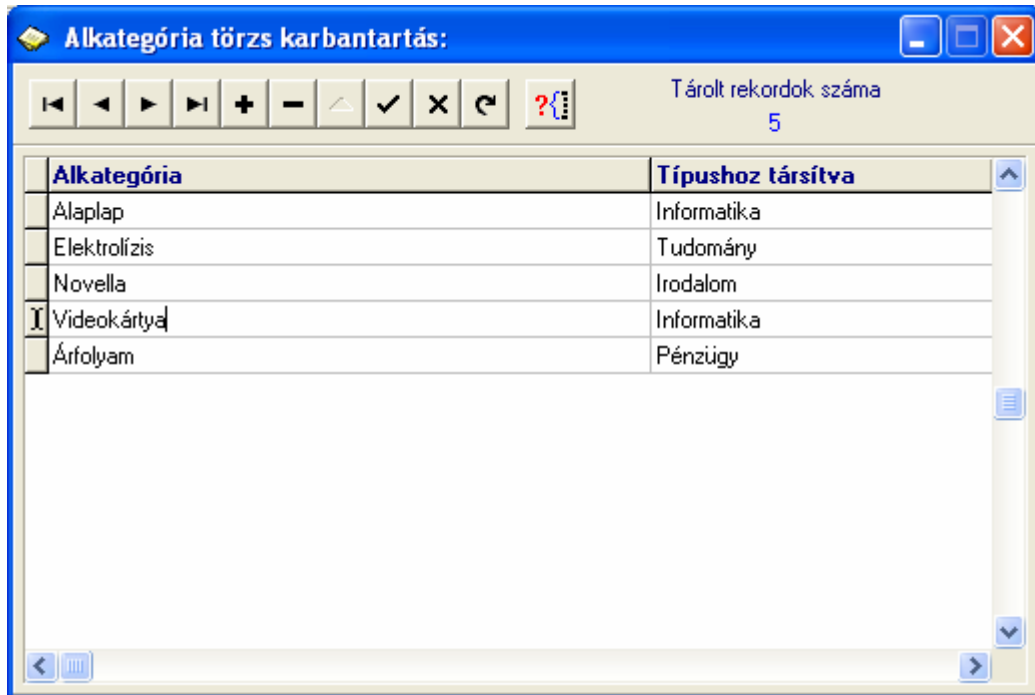 Alkategória törzs karbantartás:
Tárolt rekordok száma
5
Alkategória Típushoz társítva
Alaplap Informatika
Elektrolízis Tudomány
Novella Irodalom
Videokártya Informatika
Árfolyam Pénzügy